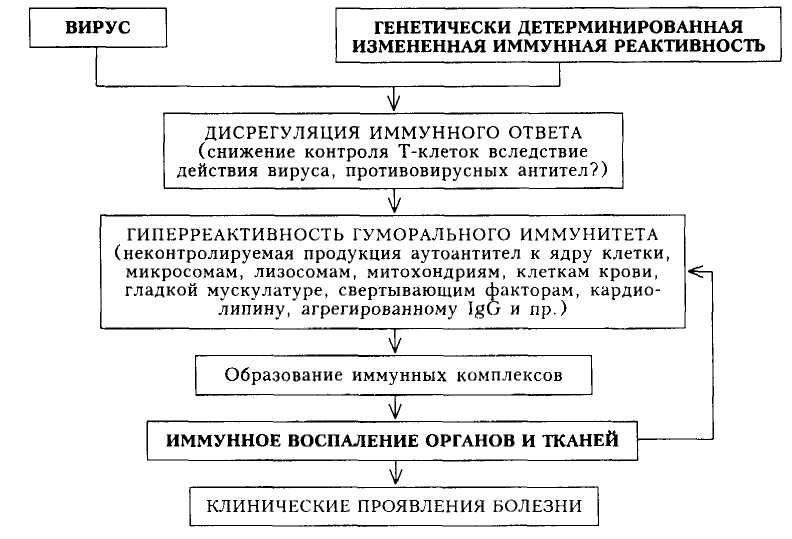 ВИРУС
ГЕНЕТИЧЕСКИ ДЕТЕРМИНИРОВАННАЯ
ИЗМЕНЕННАЯ ИММУННАЯ РЕАКТИВНОСТЬ
ДИСРЕГУЛЯЦИЯ ИММУННОГО ОТВЕТА
(снижение контроля Т-клеток вследствие
действия вируса, противовирусных антител?)
ГИПЕРРЕАКТИВНОСТЬ ГУМОРАЛЬНОГО ИММУНИТЕТА
(неконтролируемая продукция аутоантител к ядру клетки,
микросомам, лизосомам, митохондриям, клеткам крови,
гладкой мускулатуре, свертывающим факторам, кардио-
липину, агрегированному IgG и пр.)
Образование иммунных комплексов
ИММУННОЕ ВОСПАЛЕНИЕ ОРГАНОВ И ТКАНЕЙ
КЛИНИЧЕСКИЕ ПРОЯВЛЕНИЯ БОЛЕЗНИ